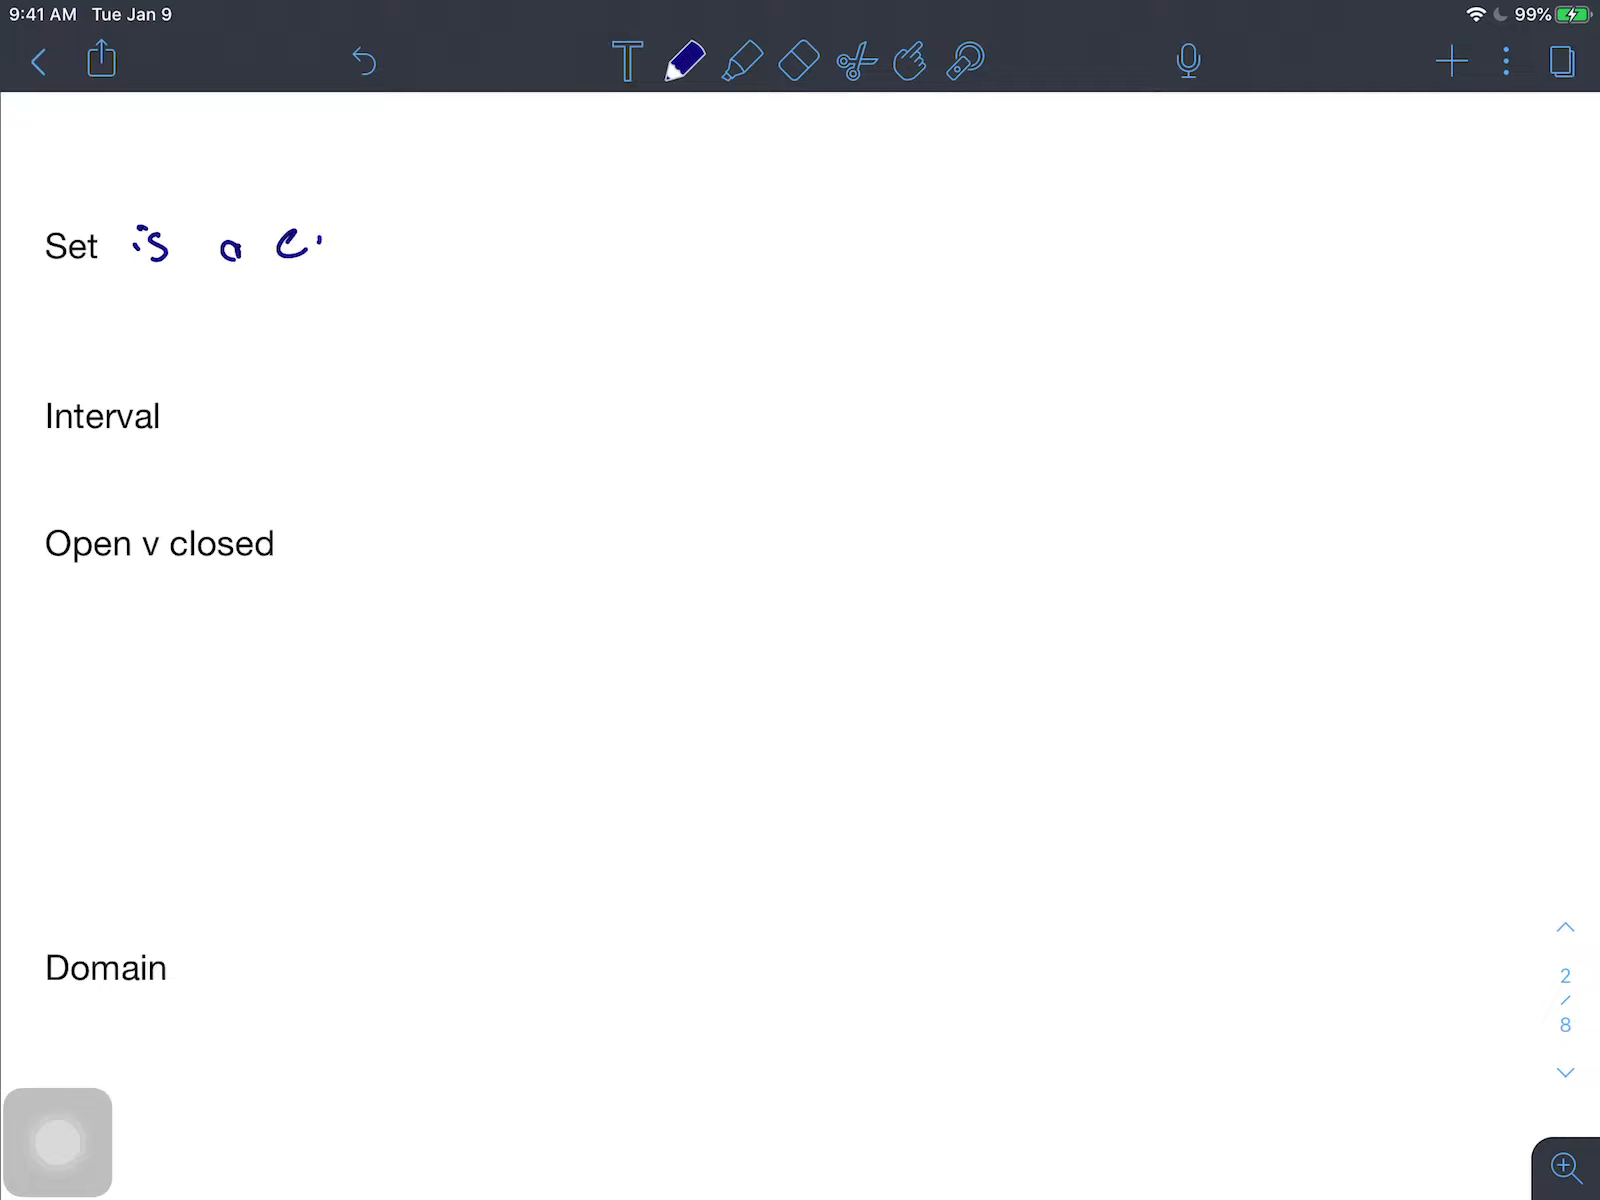 9:41 AM Tue Jan 9 99%
Set is a c
Interval
Open v closed
Domain
2
/
8